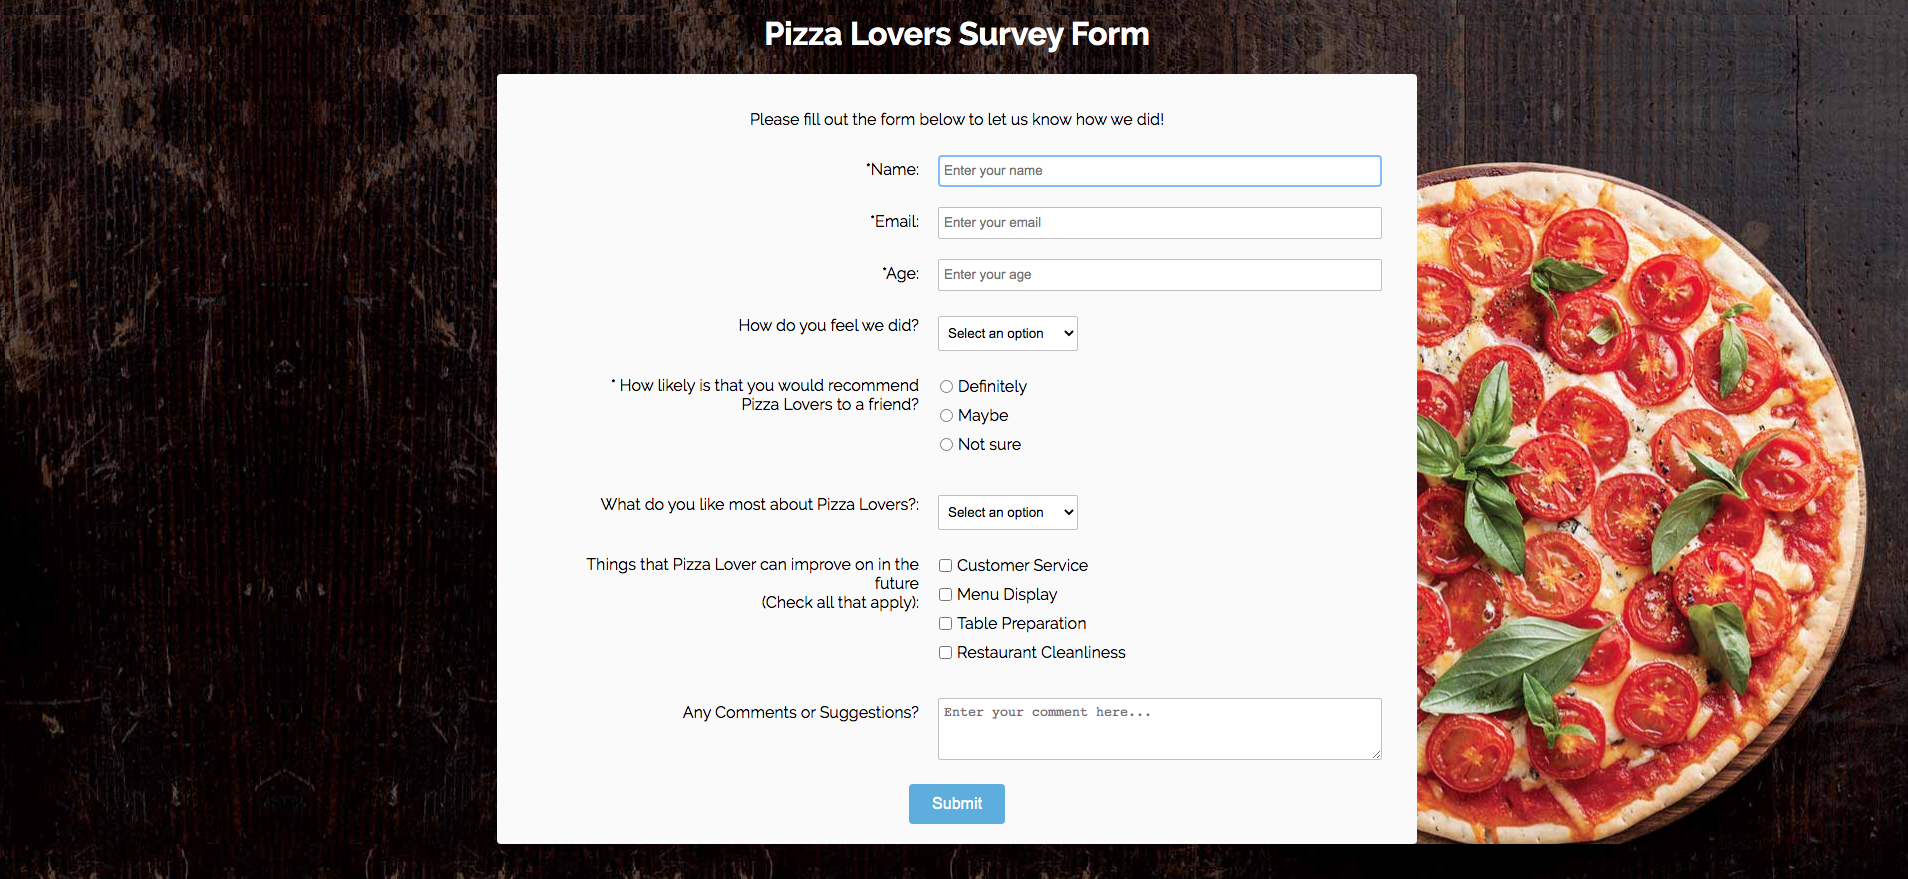 Pizza Lovers Survey Form
Please fill out the form below to let us know how we did!
*Name:
Enter your name
*Email:
Enter your email
*Age:
Enter your age
How do you feel we did?
Select an option
* How likely is that you would recommend
Pizza Lovers to a friend?
Definitely
Maybe
Not sure
What do you like most about Pizza Lovers?:
Select an option
Things that Pizza Lover can improve on in the
future
(Check all that apply):
Customer Service
Menu Display
Table Preparation
Restaurant Cleanliness
Any Comments or Suggestions?
Enter your comment here...
Submit